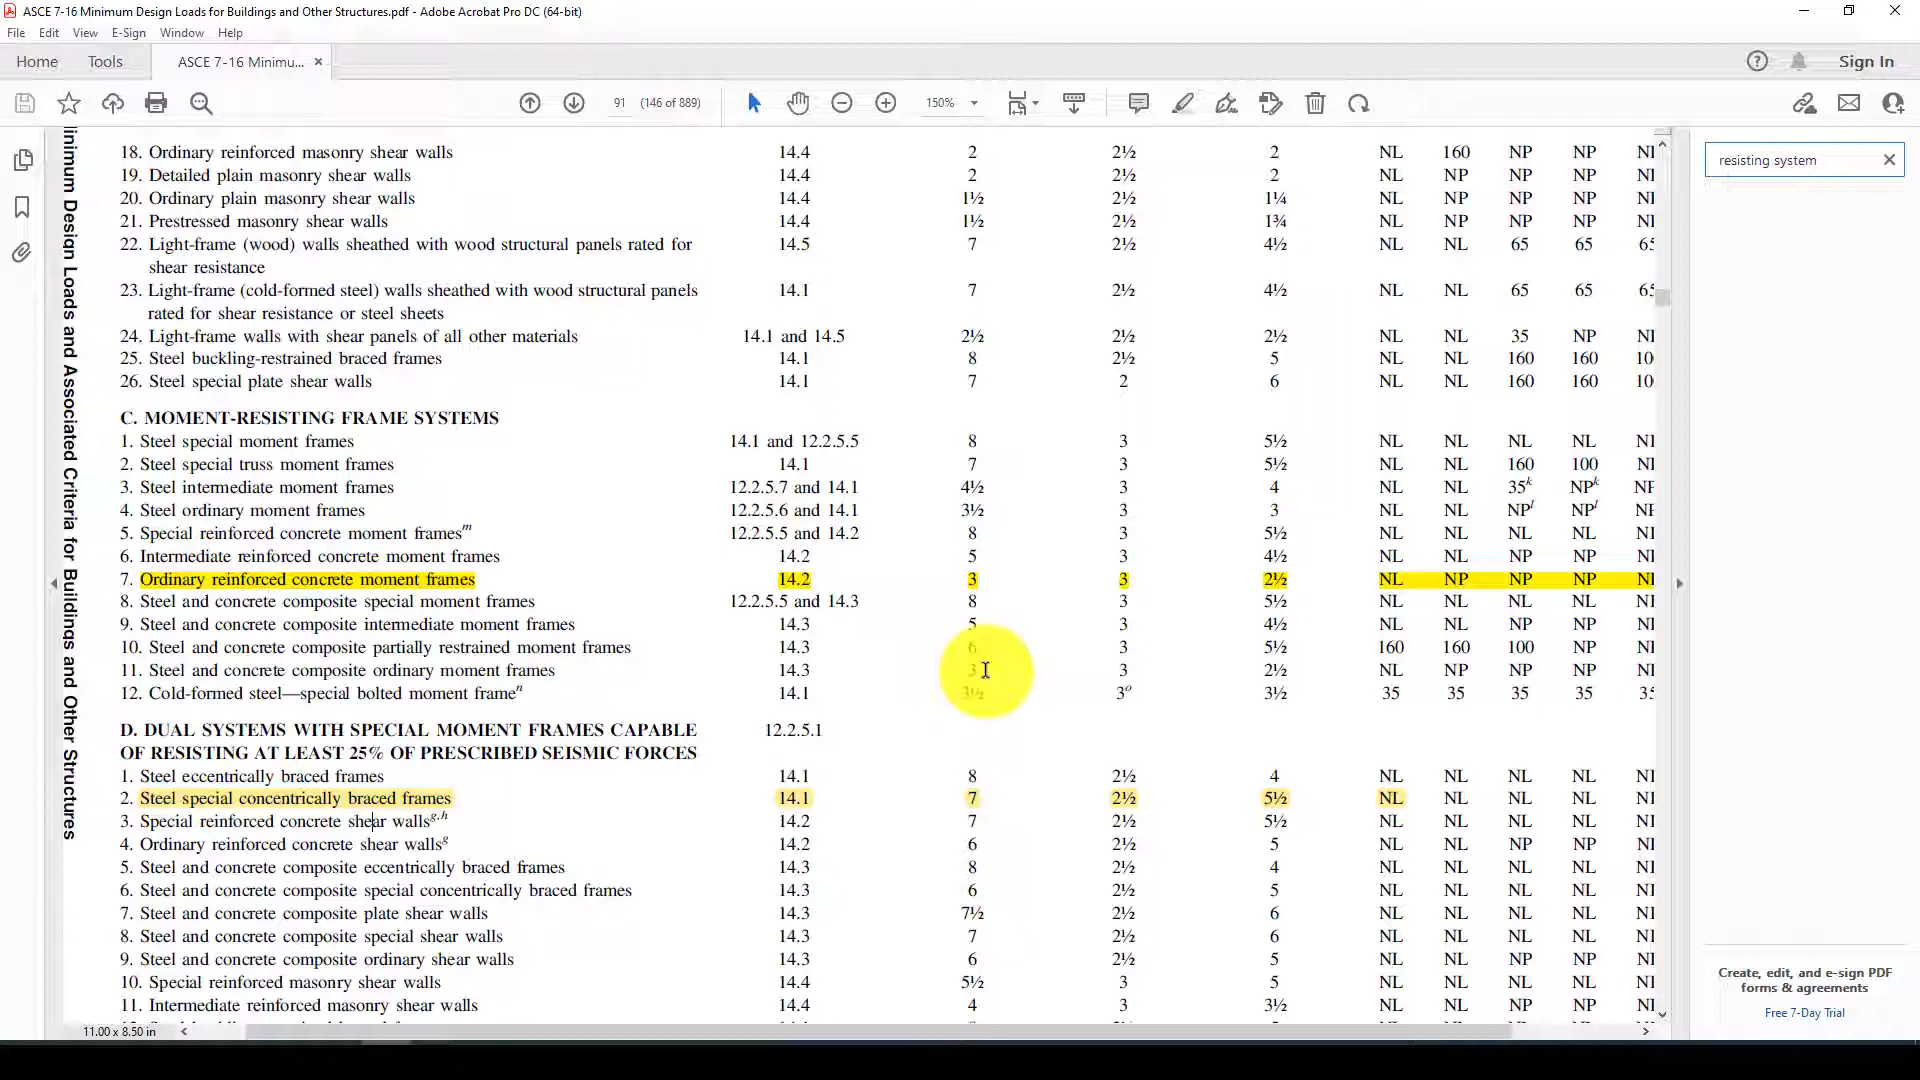 ASCE 7-16 Minimum Design Loads for Buildings and Other Structures.pdf - Adobe Acrobat Pro DC (64-bit)
File Edit View E-Sign Window Help
Home Tools ASCE 7-16 Minimu... × Sign In
91 (146 of 889) 150%
18. Ordinary reinforced masonry shear walls 14.4 2 2½ 2 NL 160 NP NP
19. Detailed plain masonry shear walls 14.4 2 2½ 2 NL NP NP NP
20. Ordinary plain masonry shear walls 14.4 1½ 2½ 1¼ NL NP NP NP
21. Prestressed masonry shear walls 14.4 1½ 2½ 1¾ NL NP NP NP
22. Light-frame (wood) walls sheathed with wood structural panels rated for 14.5 7 2½ 4½ NL NL 65 65 65
shear resistance
23. Light-frame (cold-formed steel) walls sheathed with wood structural panels 14.1 7 2½ 4½ NL NL 65 65 65
rated for shear resistance or steel sheets
24. Light-frame walls with shear panels of all other materials 14.1 and 14.5 2½ 2½ 2½ NL NL 35 NP
25. Steel buckling-restrained braced frames 14.1 8 2½ 5 NL NL 160 160 10
26. Steel special plate shear walls 14.1 7 2 6 NL NL 160 160 10
C. MOMENT-RESISTING FRAME SYSTEMS
1. Steel special moment frames 14.1 and 12.2.5.5 8 3 5½ NL NL NL NL
2. Steel special truss moment frames 14.1 7 3 5½ NL NL 160 100
3. Steel intermediate moment frames 12.2.5.7 and 14.1 4½ 3 4 NL NL 35k NPk NP
4. Steel ordinary moment frames 12.2.5.6 and 14.1 3½ 3 3 NL NL NPl NPl NP
5. Special reinforced concrete moment framesm 12.2.5.5 and 14.2 8 3 5½ NL NL NL NL
6. Intermediate reinforced concrete moment frames 14.2 5 3 4½ NL NL NP NP
7. Ordinary reinforced concrete moment frames 14.2 3 3 2½ NL NP NP NP
8. Steel and concrete composite special moment frames 12.2.5.5 and 14.3 8 3 5½ NL NL NL NL
9. Steel and concrete composite intermediate moment frames 14.3 5 3 4½ NL NL NP NP
10. Steel and concrete composite partially restrained moment frames 14.3 6 3 5½ 160 160 100 NP
11. Steel and concrete composite ordinary moment frames 14.3 3 3 2½ NL NP NP NP
12. Cold-formed steel—special bolted moment framen 14.1 3½ 3o 3½ 35 35 35 35 35
D. DUAL SYSTEMS WITH SPECIAL MOMENT FRAMES CAPABLE 12.2.5.1
OF RESISTING AT LEAST 25% OF PRESCRIBED SEISMIC FORCES
1. Steel eccentrically braced frames 14.1 8 2½ 4 NL NL NL NL
2. Steel special concentrically braced frames 14.1 7 2½ 5½ NL NL NL NL
3. Special reinforced concrete shear wallsg,h 14.2 7 2½ 5½ NL NL NL NL
4. Ordinary reinforced concrete shear wallsg 14.2 6 2½ 5 NL NL NP NP
5. Steel and concrete composite eccentrically braced frames 14.3 8 2½ 4 NL NL NL NL
6. Steel and concrete composite special concentrically braced frames 14.3 6 2½ 5 NL NL NL NL
7. Steel and concrete composite plate shear walls 14.3 7½ 2½ 6 NL NL NL NL
8. Steel and concrete composite special shear walls 14.3 7 2½ 6 NL NL NL NL
9. Steel and concrete composite ordinary shear walls 14.3 6 2½ 5 NL NL NP NP
10. Special reinforced masonry shear walls 14.4 5½ 3 5 NL NL NL NL
11. Intermediate reinforced masonry shear walls 14.4 4 3 3½ NL NL NP NP
11.00 x 8.50 in
inimum Design Loads and Associated Criteria for Buildings and Other Structures
resisting system
Create, edit, and e-sign PDF
forms & agreements
Free 7-Day Trial